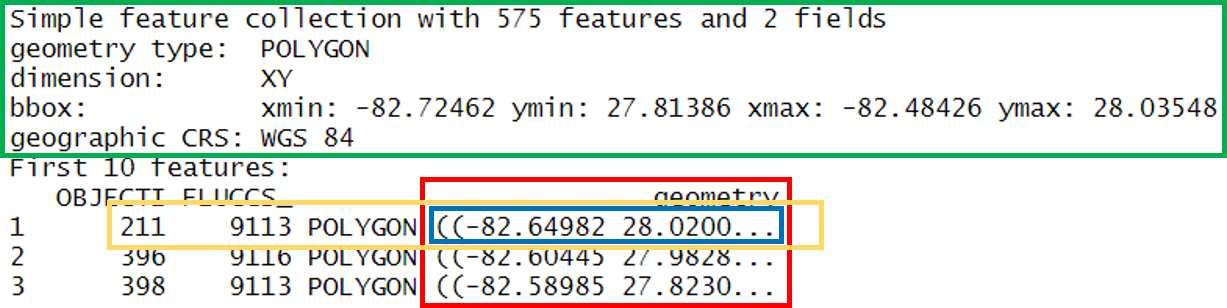 Simple feature collection with 575 features and 2 fields
geometry type:  POLYGON
dimension:      XY
bbox:           xmin: -82.72462 ymin: 27.81386 xmax: -82.48426 ymax: 28.03548
geographic CRS: WGS 84
First 10 features:
   OBJECTI FLUCCS_                       geometry
1      211    9113 POLYGON ((-82.64982 28.0200...
2      396    9116 POLYGON ((-82.60445 27.9828...
3      398    9113 POLYGON ((-82.58985 27.8230...